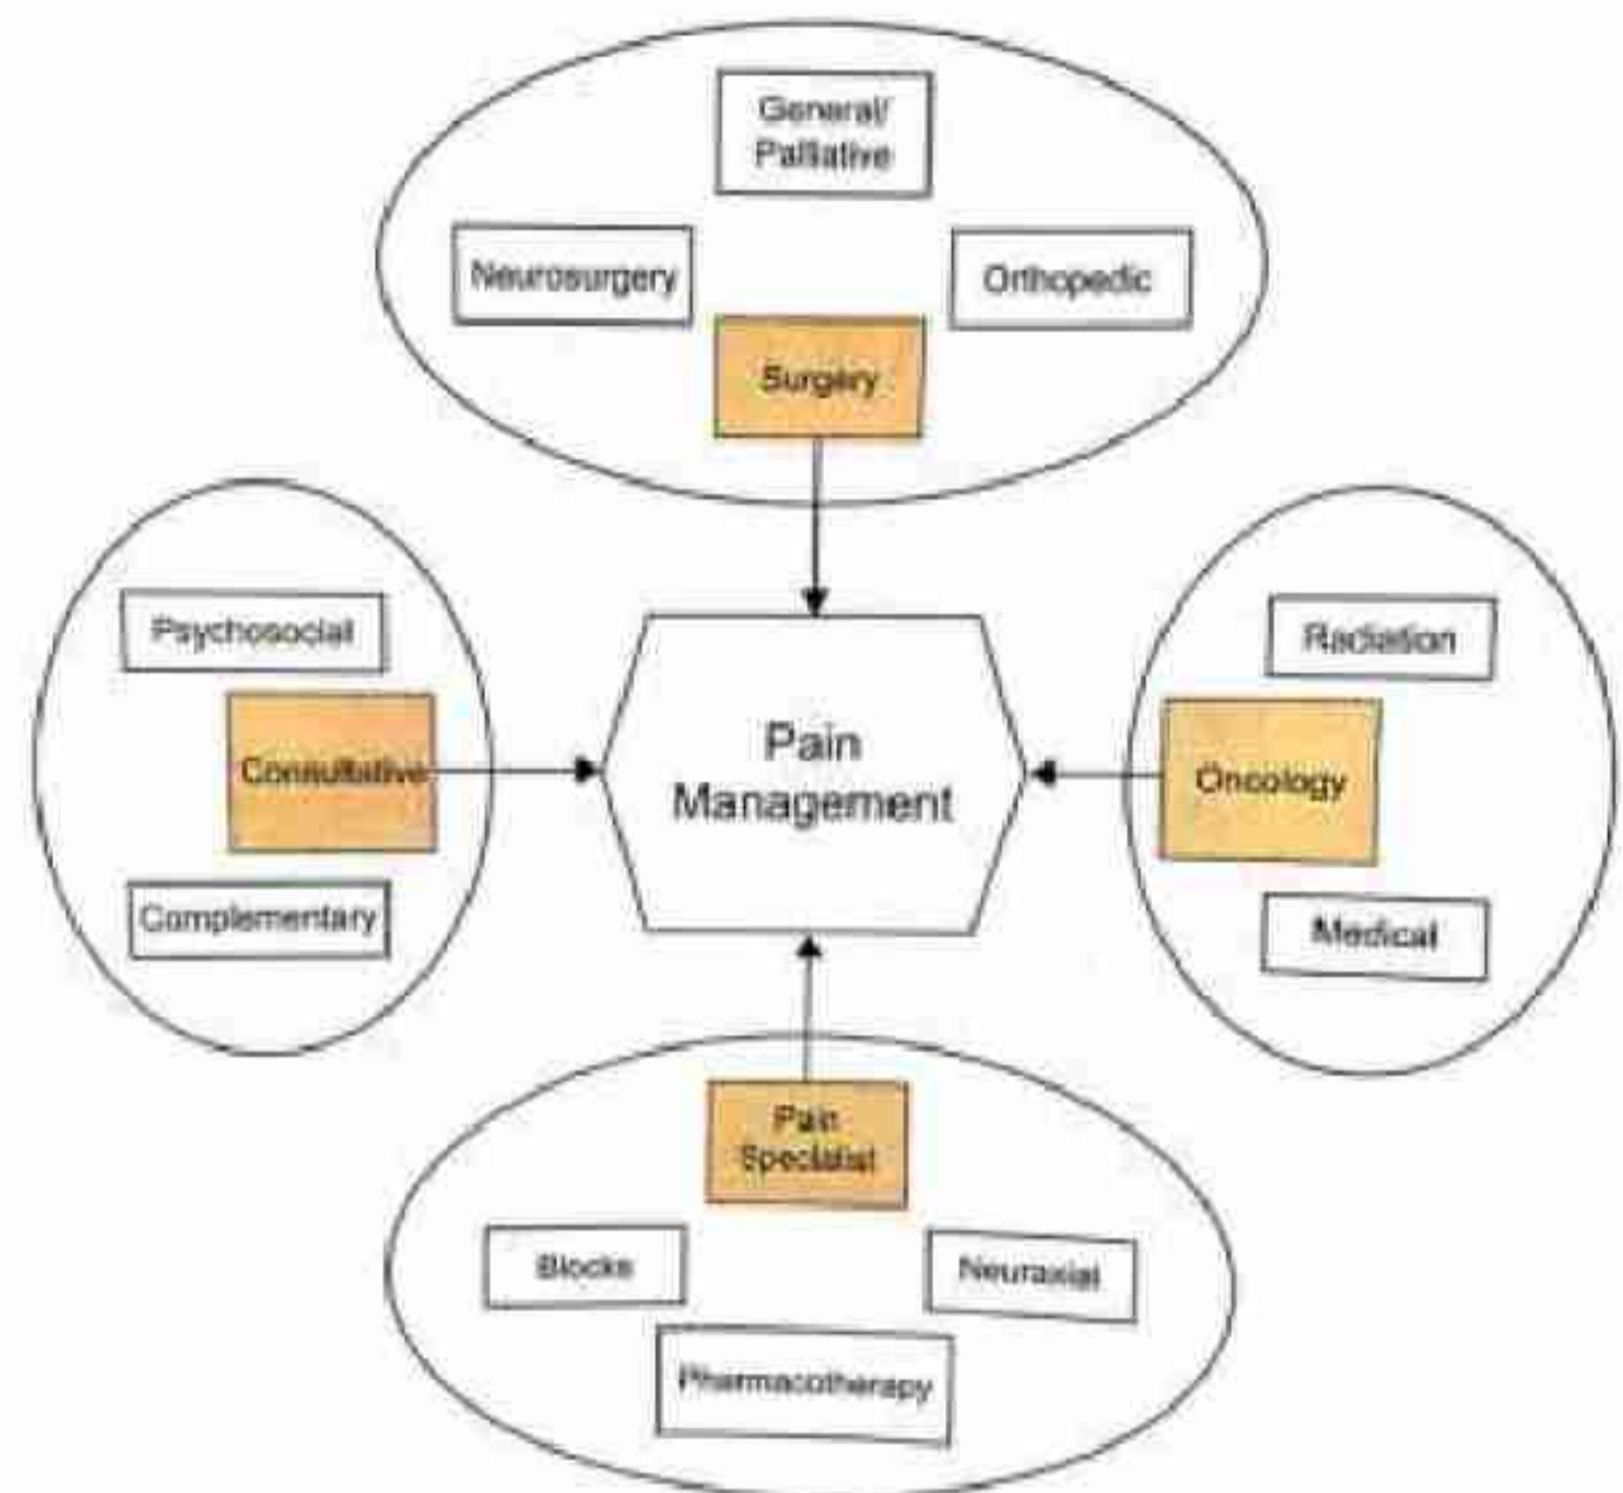 General/
Palliative
Neurosurgery
Orthopedic
Surgery
Psychosocial
Consultative
Complementary
Pain
Management
Radiation
Oncology
Medical
Pain
Specialist
Blocks
Neuraxial
Pharmacotherapy